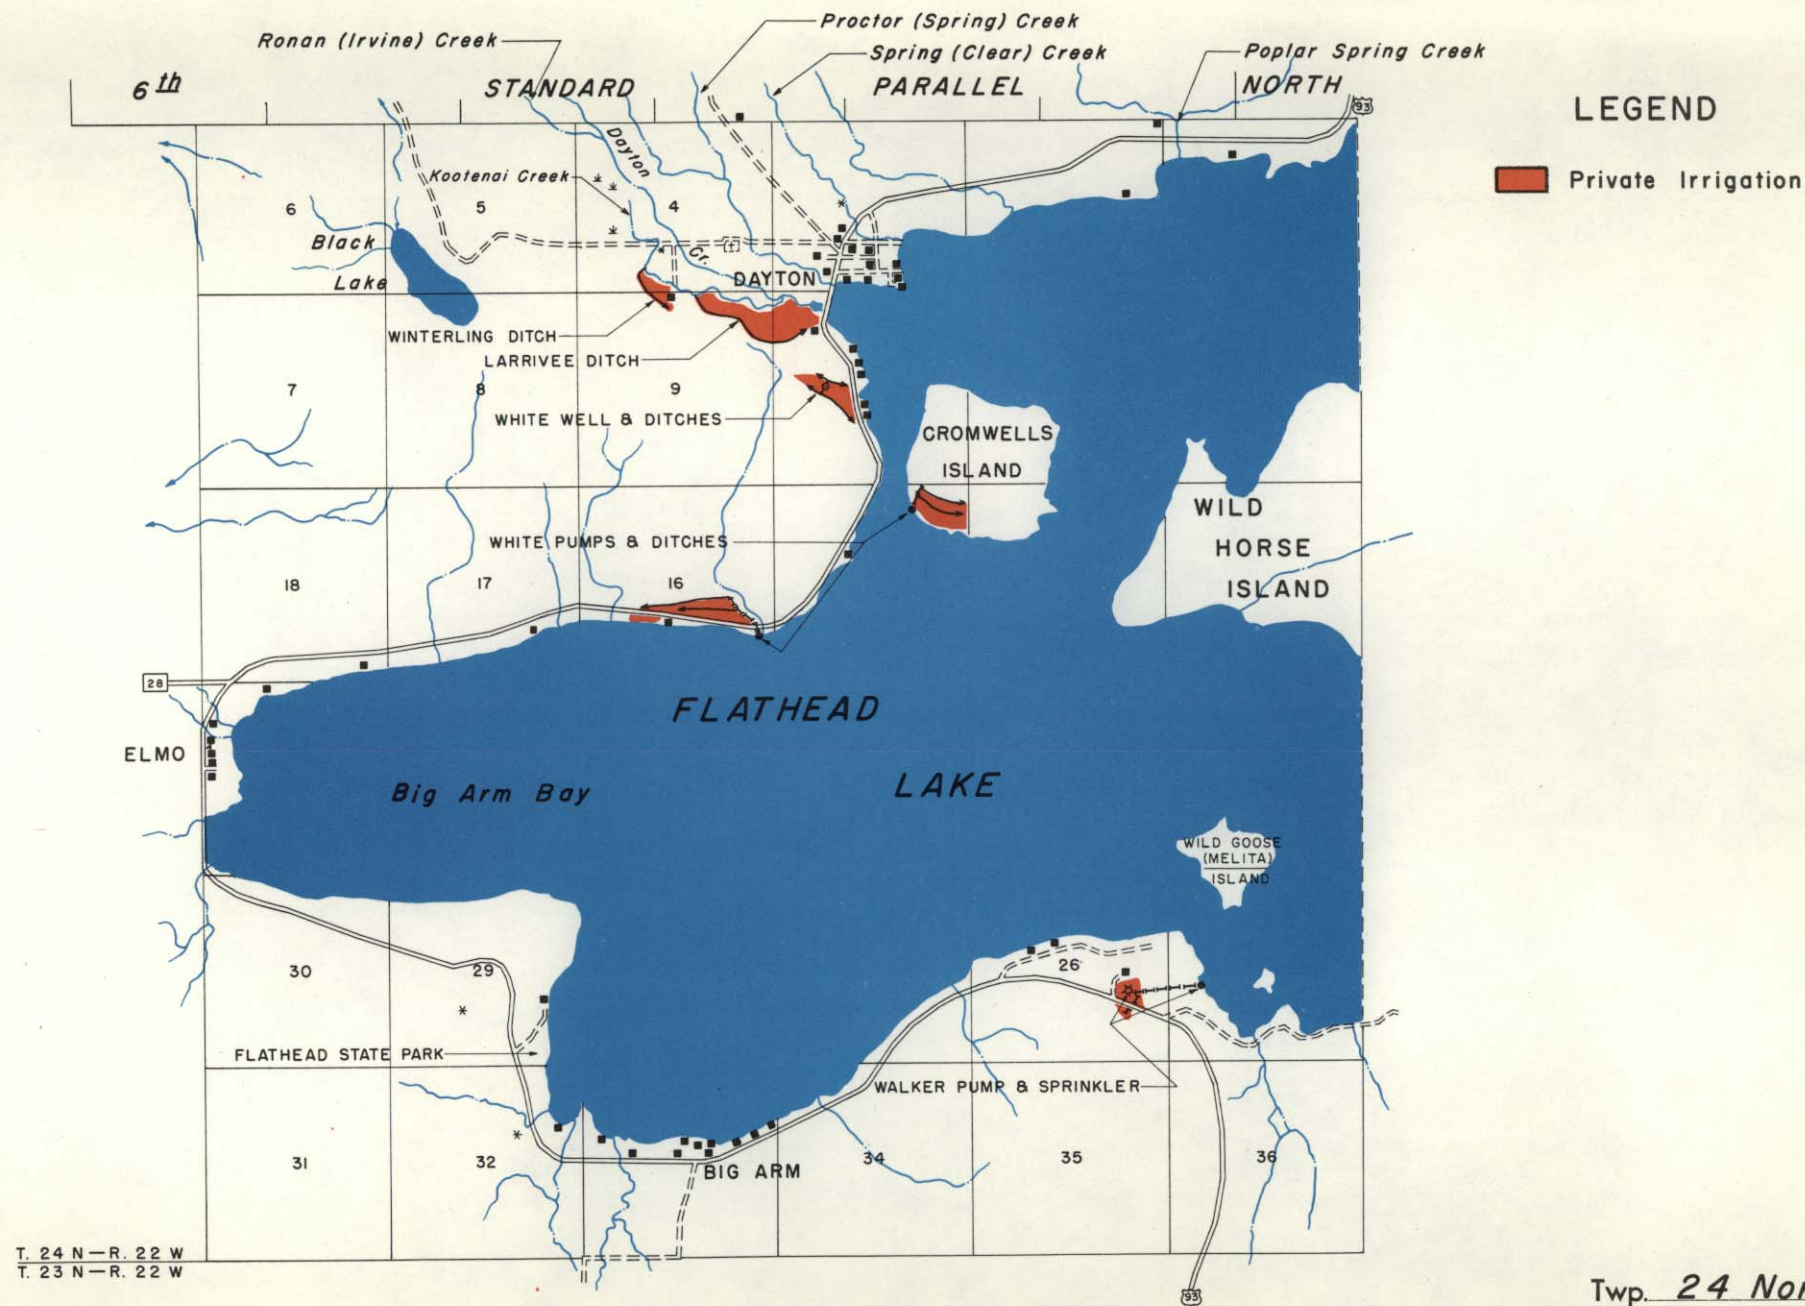 Proctor (Spring) Creek
Ronan (Irvine) Creek
Spring (Clear) Creek
Poplar Spring Creek
6th STANDARD PARALLEL NORTH
93
LEGEND
Private Irrigation
Dayton
Cr.
Kootenai Creek
6
5
4
Black
Lake
DAYTON
WINTERLING DITCH
LARRIVEE DITCH
7
8
9
WHITE WELL & DITCHES
CROMWELLS
ISLAND
WILD
HORSE
ISLAND
WHITE PUMPS & DITCHES
18
17
16
28
FLATHEAD
LAKE
ELMO
Big Arm Bay
WILD GOOSE
(MELITA)
ISLAND
30
29
26
FLATHEAD STATE PARK
WALKER PUMP & SPRINKLER
31
32
BIG ARM
34
35
36
T. 24 N—R. 22 W
T. 23 N—R. 22 W
93
Twp. 24 Nor